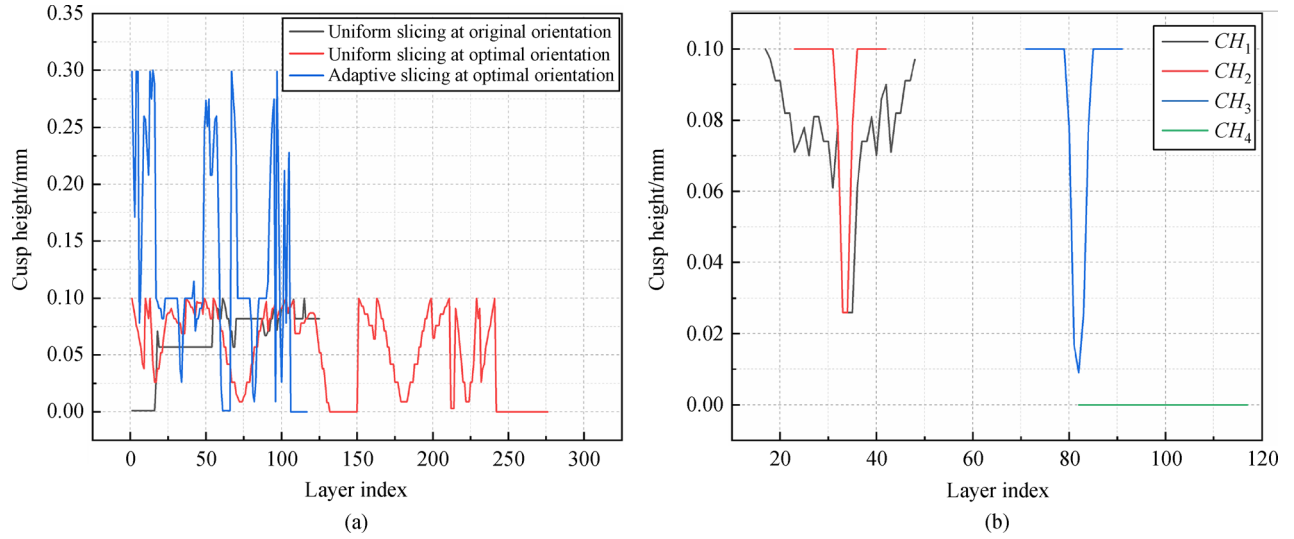 0.35
0.30
0.25
0.20
0.15
0.10
0.05
0.00
Cusp height/mm
Uniform slicing at original orientation
Uniform slicing at optimal orientation
Adaptive slicing at optimal orientation
0 50 100 150 200 250 300
Layer index
(a)
0.10
0.08
0.06
0.04
0.02
0.00
Cusp height/mm
CH1
CH2
CH3
CH4
20 40 60 80 100 120
Layer index
(b)